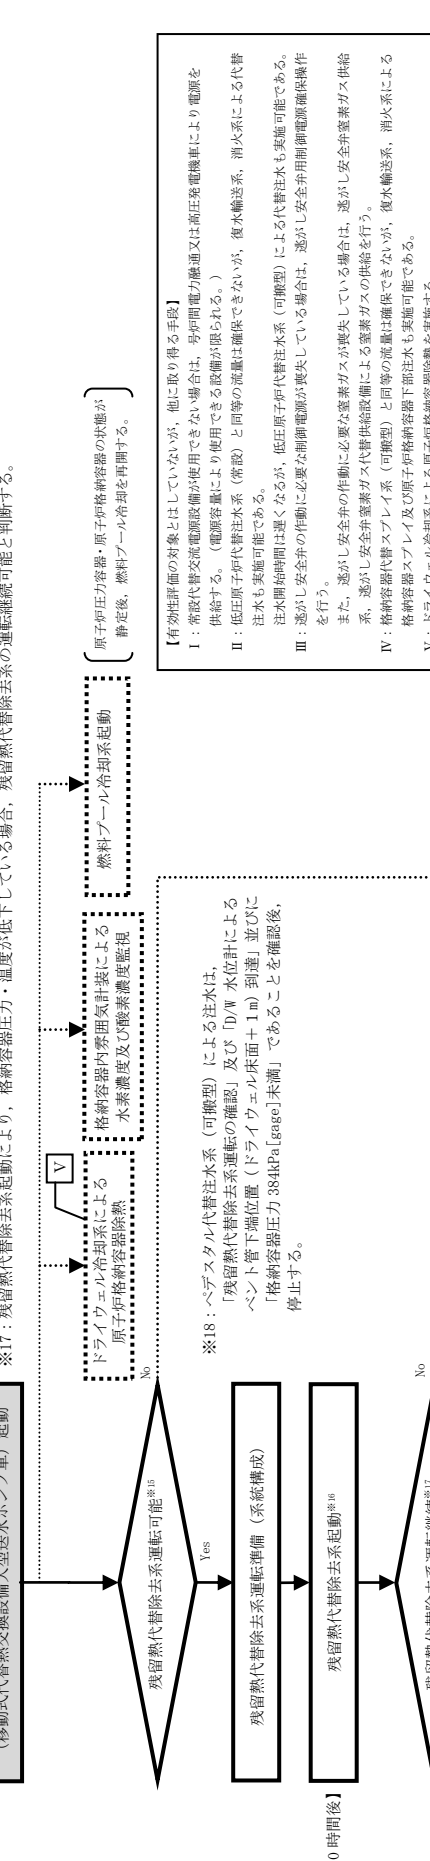 (移動式代替熱交換設備大型送水ポンプ車)起動
※17：残留熱代替除去系起動により，格納容器圧力・温度が低下している場合，残留熱代替除去系の運転継続可能と判断する。
ドライウェル冷却系による
原子炉格納容器除熱
Ⅴ
格納容器内雰囲気計装による
水素濃度及び酸素濃度監視
燃料プール冷却系起動
原子炉圧力容器・原子炉格納容器の状態が
静定後，燃料プール冷却を再開する。
残留熱代替除去系運転可能※15
No
Yes
残留熱代替除去系運転準備（系統構成）
残留熱代替除去系起動※16
0時間後】
残留熱代替除去系運転継続※17
No
※18：ペデスタル代替注水系（可搬型）による注水は，
「残留熱代替除去系運転の確認」及び「D/W 水位計による
ベント管下端位置（ドライウェル床面＋1m）到達」並びに
「格納容器圧力 384kPa[gage]未満」であることを確認後，
停止する。
【有効性評価の対象とはしていないが，他に取り得る手段】
Ⅰ：常設代替交流電源設備が使用できない場合は，号炉間電力融通又は高圧発電機車により電源を
供給する。（電源容量により使用できる設備が限られる。）
Ⅱ：低圧原子炉代替注水系（常設）と同等の流量は確保できないが，復水輸送系，消火系による代替
注水も実施可能である。
注水開始時間は遅くなるが，低圧原子炉代替注水系（可搬型）による代替注水も実施可能である。
Ⅲ：逃がし安全弁の作動に必要な制御電源が喪失している場合は，逃がし安全弁用制御電源確保操作
を行う。
また，逃がし安全弁の作動に必要な窒素ガスが喪失している場合は，逃がし安全弁窒素ガス供給
系，逃がし安全弁窒素ガス代替供給設備による窒素ガスの供給を行う。
Ⅳ：格納容器代替スプレイ系（可搬型）と同等の流量は確保できないが，復水輸送系，消火系による
格納容器スプレイ及び原子炉格納容器下部注水も実施可能である。
Ⅴ：ドライウェル冷却系による原子炉格納容器除熱を実施する。